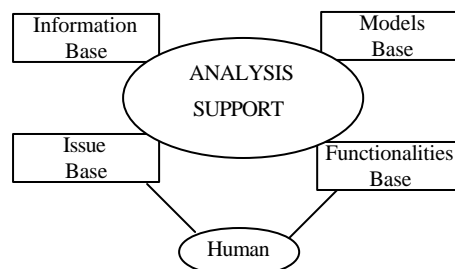 Information
Base
Models
Base
ANALYSIS
SUPPORT
Issue
Base
Functionalities
Base
Human